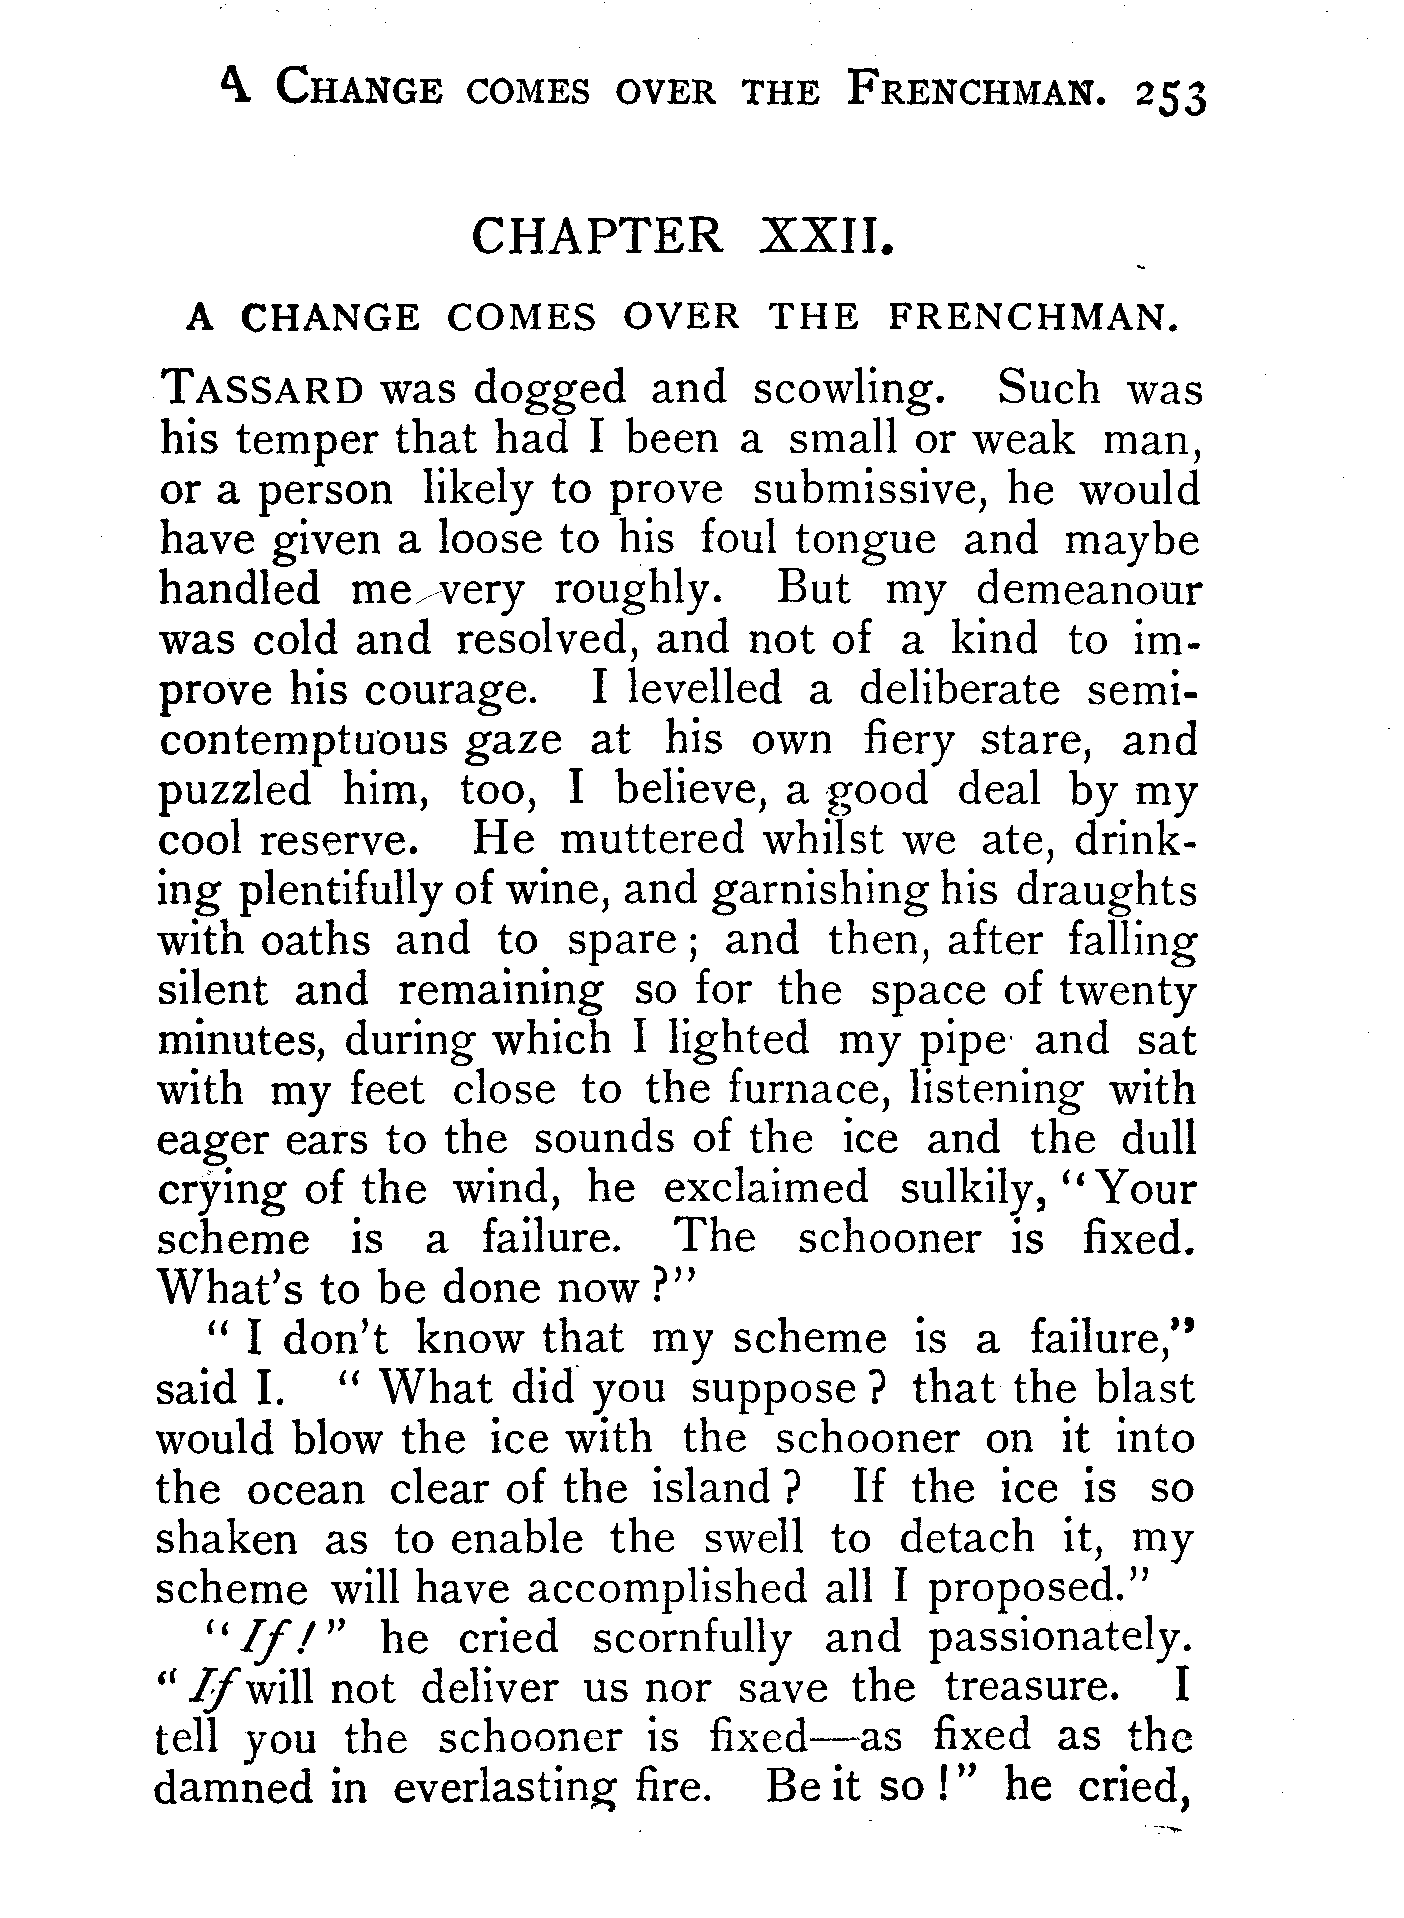 A CHANGE COMES OVER THE FRENCHMAN. 253
CHAPTER XXII.
A CHANGE COMES OVER THE FRENCHMAN.
TASSARD was dogged and scowling. Such was
his temper that had I been a small or weak man,
or a person likely to prove submissive, he would
have given a loose to his foul tongue and maybe
handled me very roughly. But my demeanour
was cold and resolved, and not of a kind to im-
prove his courage. I levelled a deliberate semi-
contemptuous gaze at his own fiery stare, and
puzzled him, too, I believe, a good deal by my
cool reserve. He muttered whilst we ate, drink-
ing plentifully of wine, and garnishing his draughts
with oaths and to spare; and then, after falling
silent and remaining so for the space of twenty
minutes, during which I lighted my pipe and sat
with my feet close to the furnace, listening with
eager ears to the sounds of the ice and the dull
crying of the wind, he exclaimed sulkily, "Your
scheme is a failure. The schooner is fixed.
What's to be done now?"
"I don't know that my scheme is a failure,"
said I. "What did you suppose? that the blast
would blow the ice with the schooner on it into
the ocean clear of the island? If the ice is so
shaken as to enable the swell to detach it, my
scheme will have accomplished all I proposed."
"If!" he cried scornfully and passionately.
"If will not deliver us nor save the treasure. I
tell you the schooner is fixed—as fixed as the
damned in everlasting fire. Be it so!" he cried,